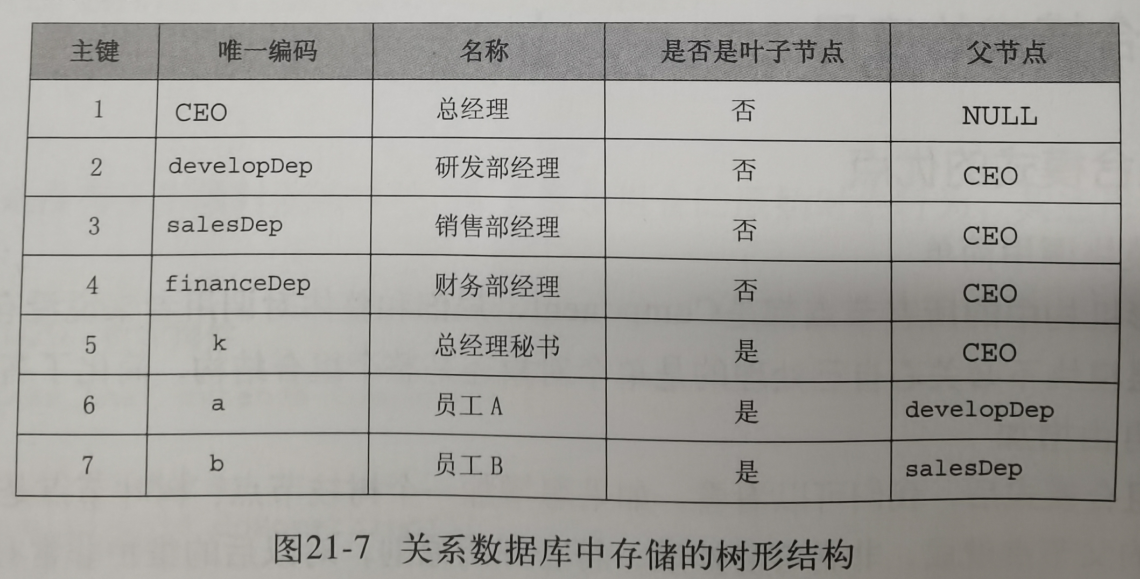 主键 唯一编码 名称 是否是叶子节点 父节点
1 CEO 总经理 否 NULL
2 developDep 研发部经理 否 CEO
3 salesDep 销售部经理 否 CEO
4 financeDep 财务部经理 否 CEO
5 k 总经理秘书 是 CEO
6 a 员工 A 是 developDep
7 b 员工 B 是 salesDep
图21-7 关系数据库中存储的树形结构